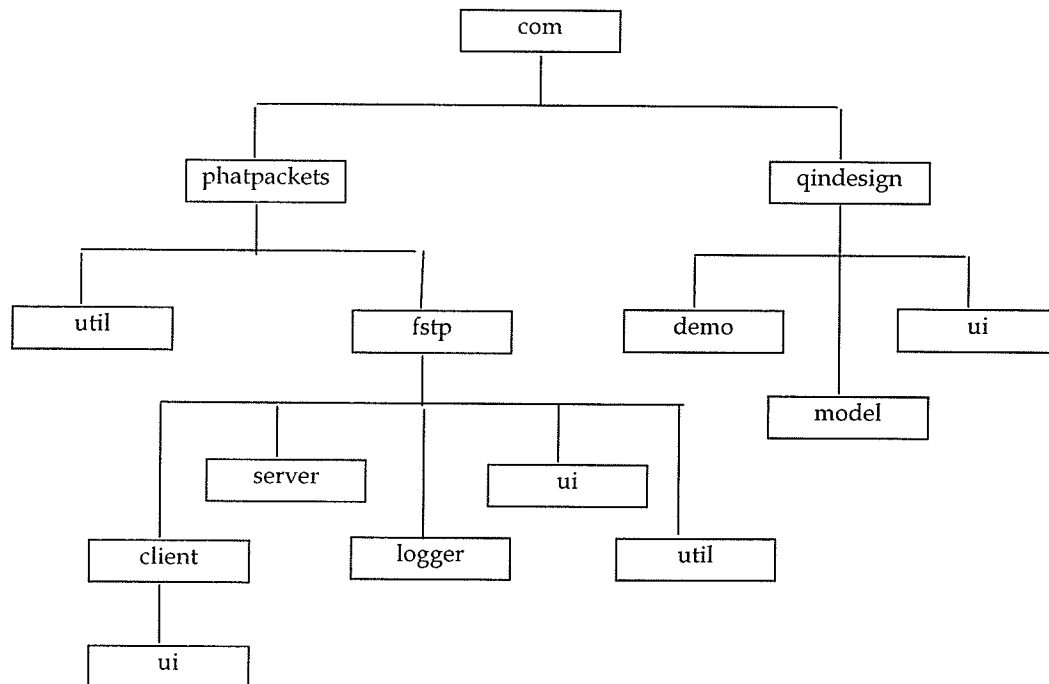 com
phatpackets
qindesign
util
fstp
demo
ui
model
server
ui
client
logger
util
ui